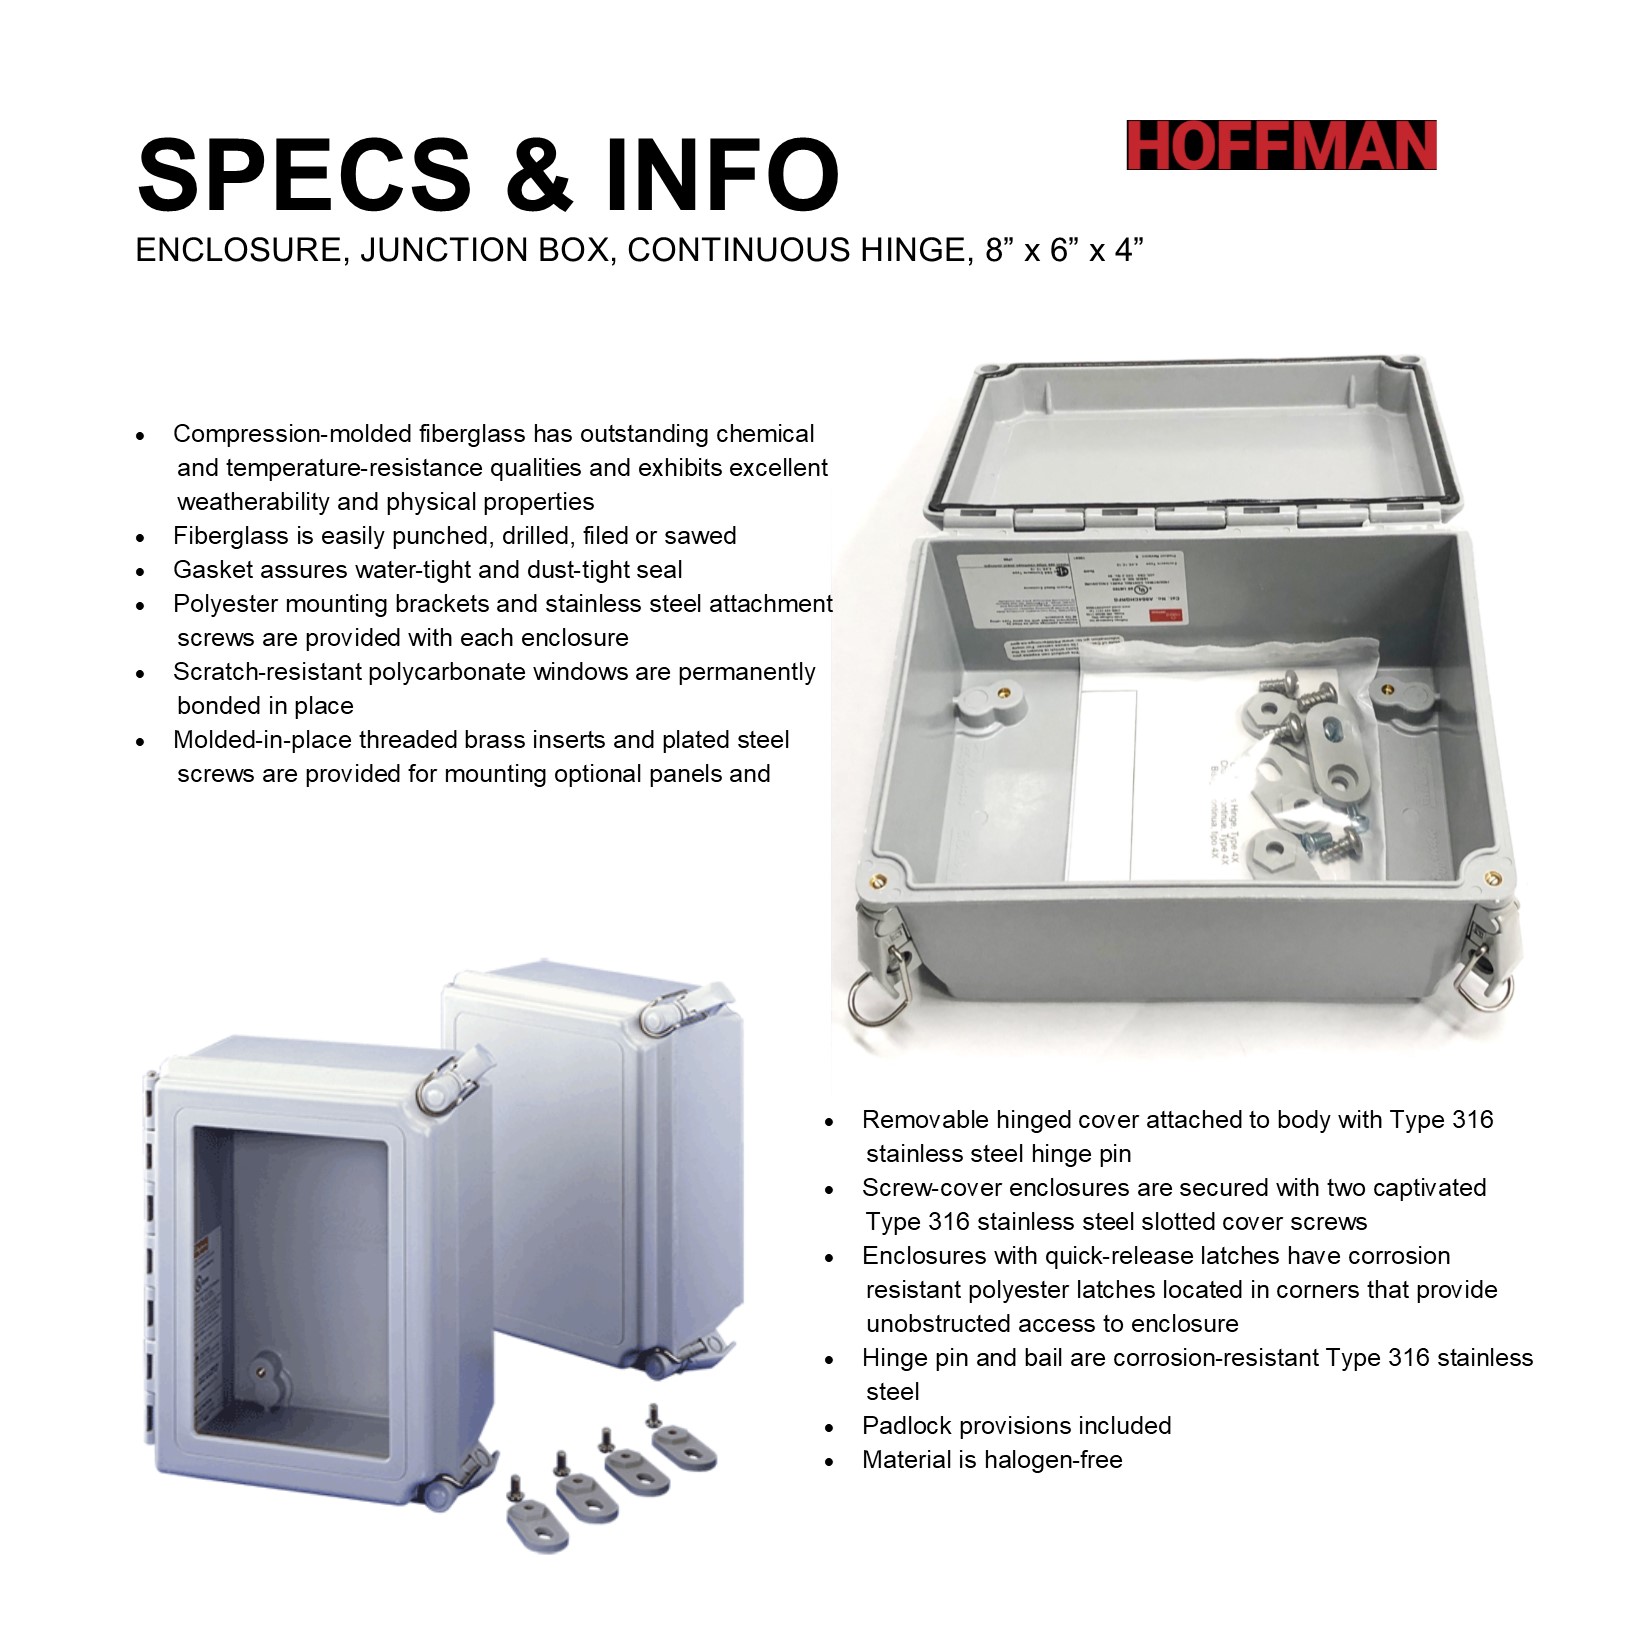 SPECS & INFO
HOFFMAN
ENCLOSURE, JUNCTION BOX, CONTINUOUS HINGE, 8” x 6” x 4”
• Compression-molded fiberglass has outstanding chemical
and temperature-resistance qualities and exhibits excellent
weatherability and physical properties
• Fiberglass is easily punched, drilled, filed or sawed
• Gasket assures water-tight and dust-tight seal
• Polyester mounting brackets and stainless steel attachment
screws are provided with each enclosure
• Scratch-resistant polycarbonate windows are permanently
bonded in place
• Molded-in-place threaded brass inserts and plated steel
screws are provided for mounting optional panels and
• Removable hinged cover attached to body with Type 316
stainless steel hinge pin
• Screw-cover enclosures are secured with two captivated
Type 316 stainless steel slotted cover screws
• Enclosures with quick-release latches have corrosion
resistant polyester latches located in corners that provide
unobstructed access to enclosure
• Hinge pin and bail are corrosion-resistant Type 316 stainless
steel
• Padlock provisions included
• Material is halogen-free